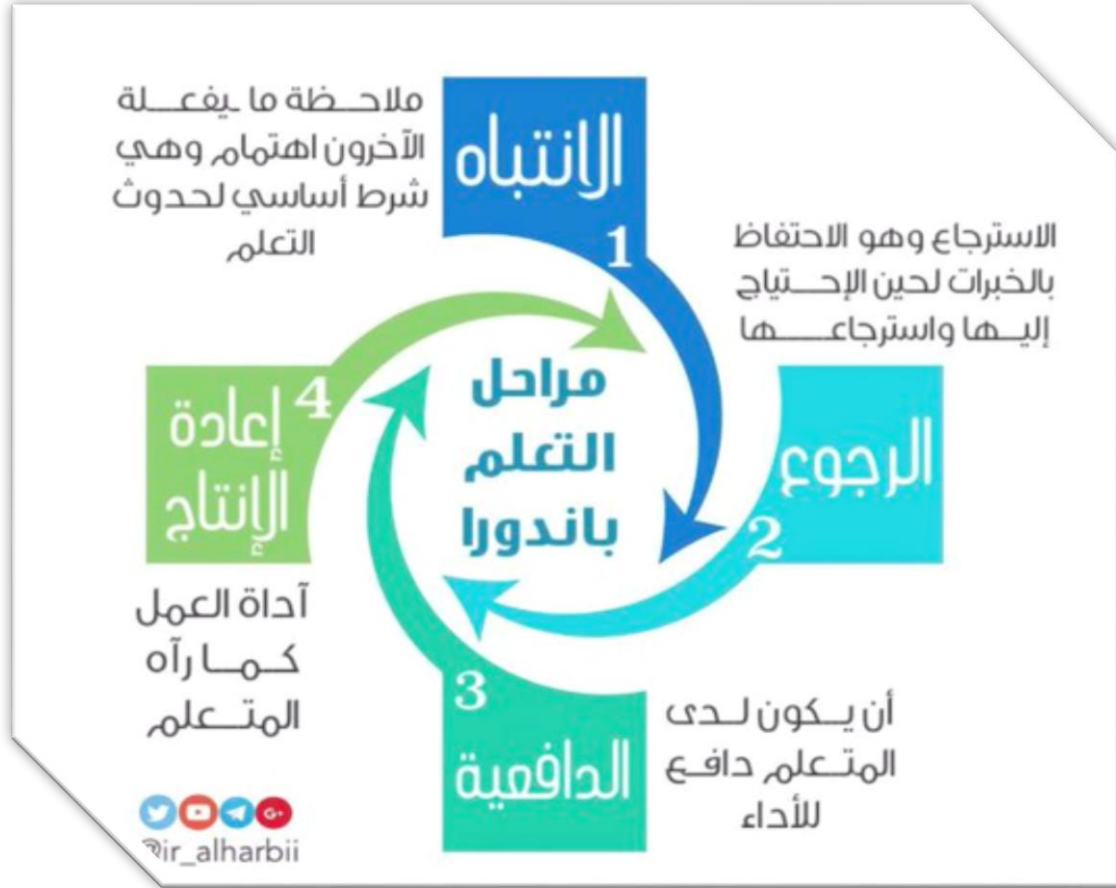 ملاحظة ما يفعلة
الآخرون اهتمام وهي
شرط أساسي لحدوث
التعلم
الانتباه
1
الاسترجاع وهو الاحتفاظ
بالخبرات لحين الإحتياج
إليها واسترجاعها
الرجوع
2
مراحل
التعلم
باندورا
4
إعادة
الإنتاج
آداة العمل
كما رآه
المتعلم
3
الدافعية
أن يكون لدى
المتعلم دافع
للأداء
G+
@ir_alharbii